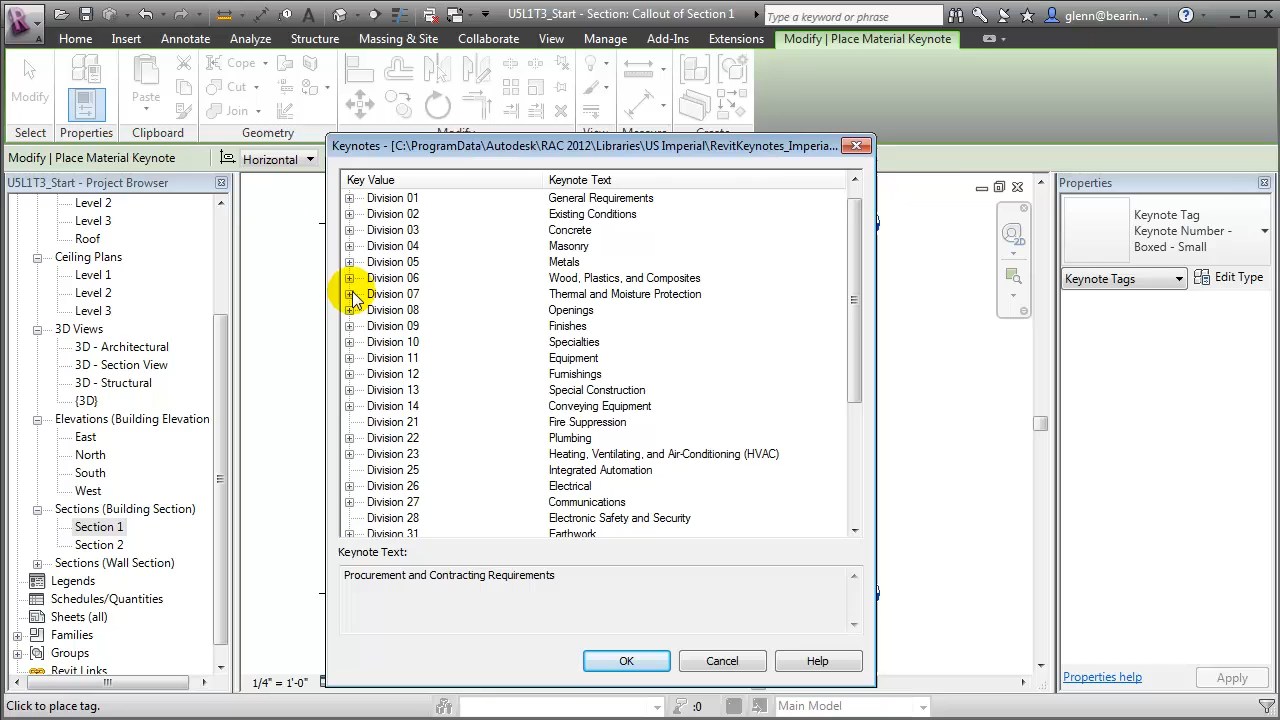 U5L1T3_Start - Section: Callout of Section 1
Type a keyword or phrase
glenn@bearin...
Home Insert Annotate Analyze Structure Massing & Site Collaborate View Manage Add-Ins Extensions Modify | Place Material Keynote
Modify
Paste
Cope
Cut
Join
Select Properties Clipboard Geometry Modify View Measure Create
Modify | Place Material Keynote
Horizontal
U5L1T3_Start - Project Browser
Level 2
Level 3
Roof
Ceiling Plans
Level 1
Level 2
Level 3
3D Views
3D - Architectural
3D - Section View
3D - Structural
{3D}
Elevations (Building Elevation
East
North
South
West
Sections (Building Section)
Section 1
Section 2
Sections (Wall Section)
Legends
Schedules/Quantities
Sheets (all)
Families
Groups
Revit Links
Keynotes - [C:\ProgramData\Autodesk\RAC 2012\Libraries\US Imperial\RevitKeynotes_Imperia...
Key Value Keynote Text
Division 01 General Requirements
Division 02 Existing Conditions
Division 03 Concrete
Division 04 Masonry
Division 05 Metals
Division 06 Wood, Plastics, and Composites
Division 07 Thermal and Moisture Protection
Division 08 Openings
Division 09 Finishes
Division 10 Specialties
Division 11 Equipment
Division 12 Furnishings
Division 13 Special Construction
Division 14 Conveying Equipment
Division 21 Fire Suppression
Division 22 Plumbing
Division 23 Heating, Ventilating, and Air-Conditioning (HVAC)
Division 25 Integrated Automation
Division 26 Electrical
Division 27 Communications
Division 28 Electronic Safety and Security
Division 31 Earthwork
Keynote Text:
Procurement and Contracting Requirements
OK Cancel Help
2D
Properties
Keynote Tag
Keynote Number -
Boxed - Small
Keynote Tags
Edit Type
Properties help
Apply
1/4" = 1'-0"
Click to place tag.
:0
Main Model